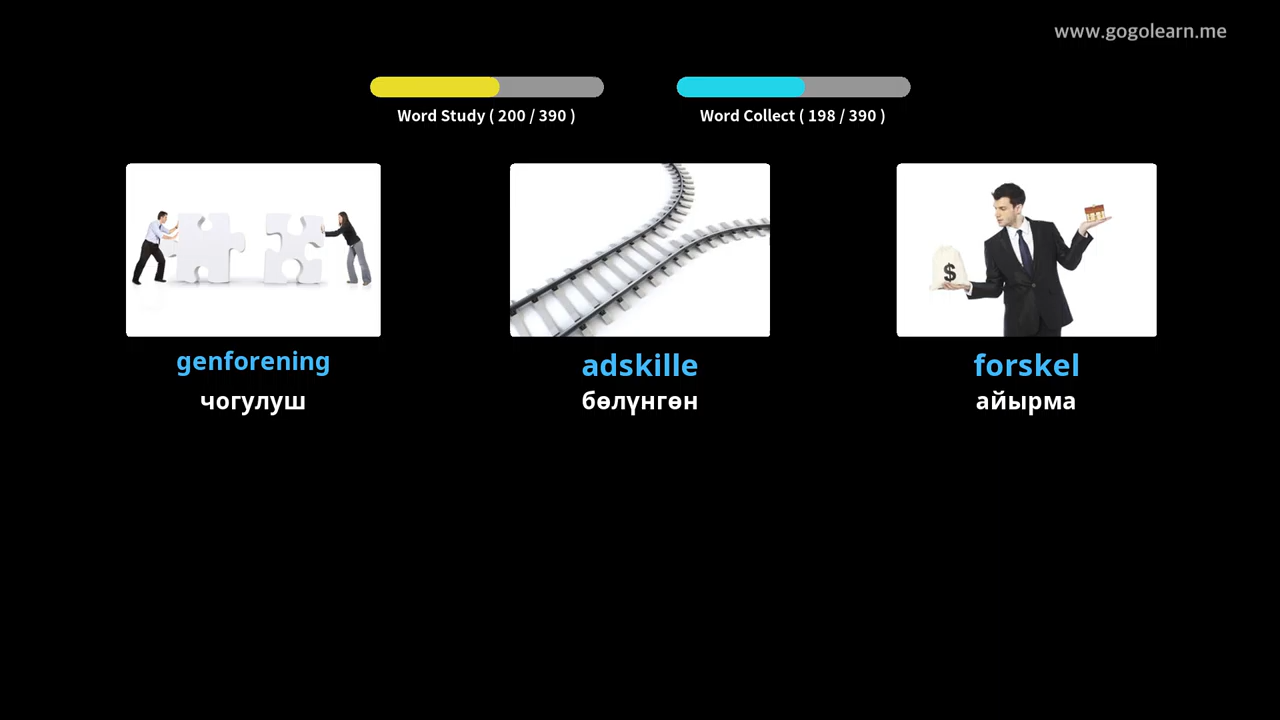 www.gogolearn.me
Word Study ( 200 / 390 )
Word Collect ( 198 / 390 )
$
genforening
adskille
forskel
чогулуш
бөлүнгөн
айырма